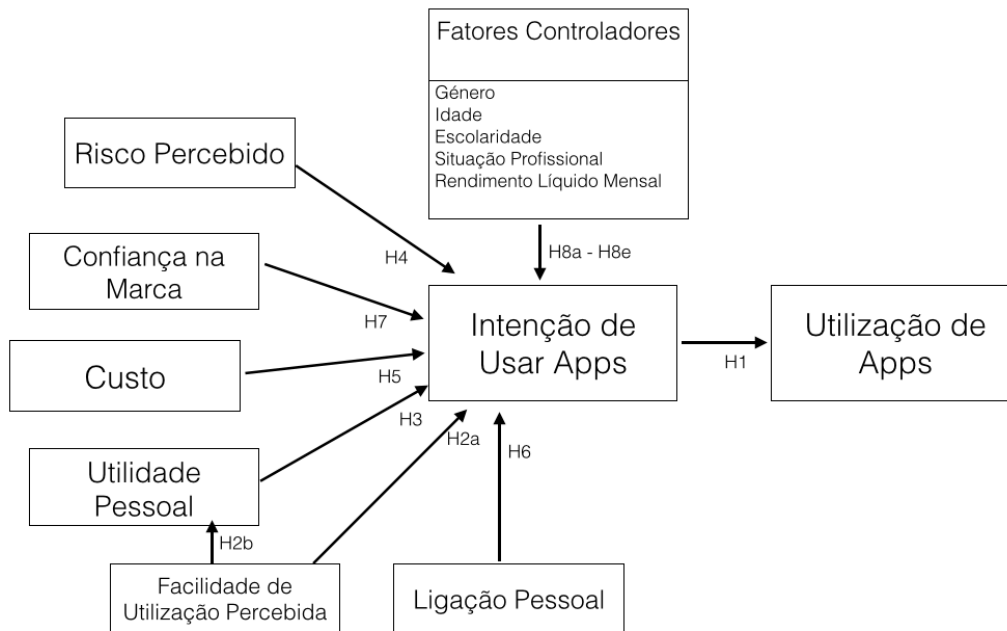 Fatores Controladores
Género
Idade
Escolaridade
Situação Profissional
Rendimento Líquido Mensal
Risco Percebido
H4
H8a - H8e
Confiança na
Marca
H7
Intenção de
Usar Apps
H1
Utilização de
Apps
Custo
H5
H3
H2a
H6
Utilidade
Pessoal
H2b
Facilidade de
Utilização Percebida
Ligação Pessoal